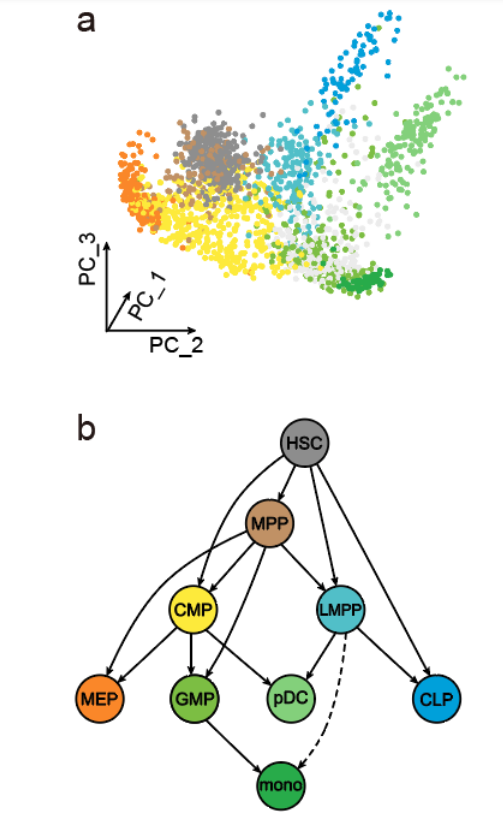 a
PC_3
PC_1
PC_2
b
HSC
MPP
CMP
LMPP
MEP
GMP
pDC
CLP
mono